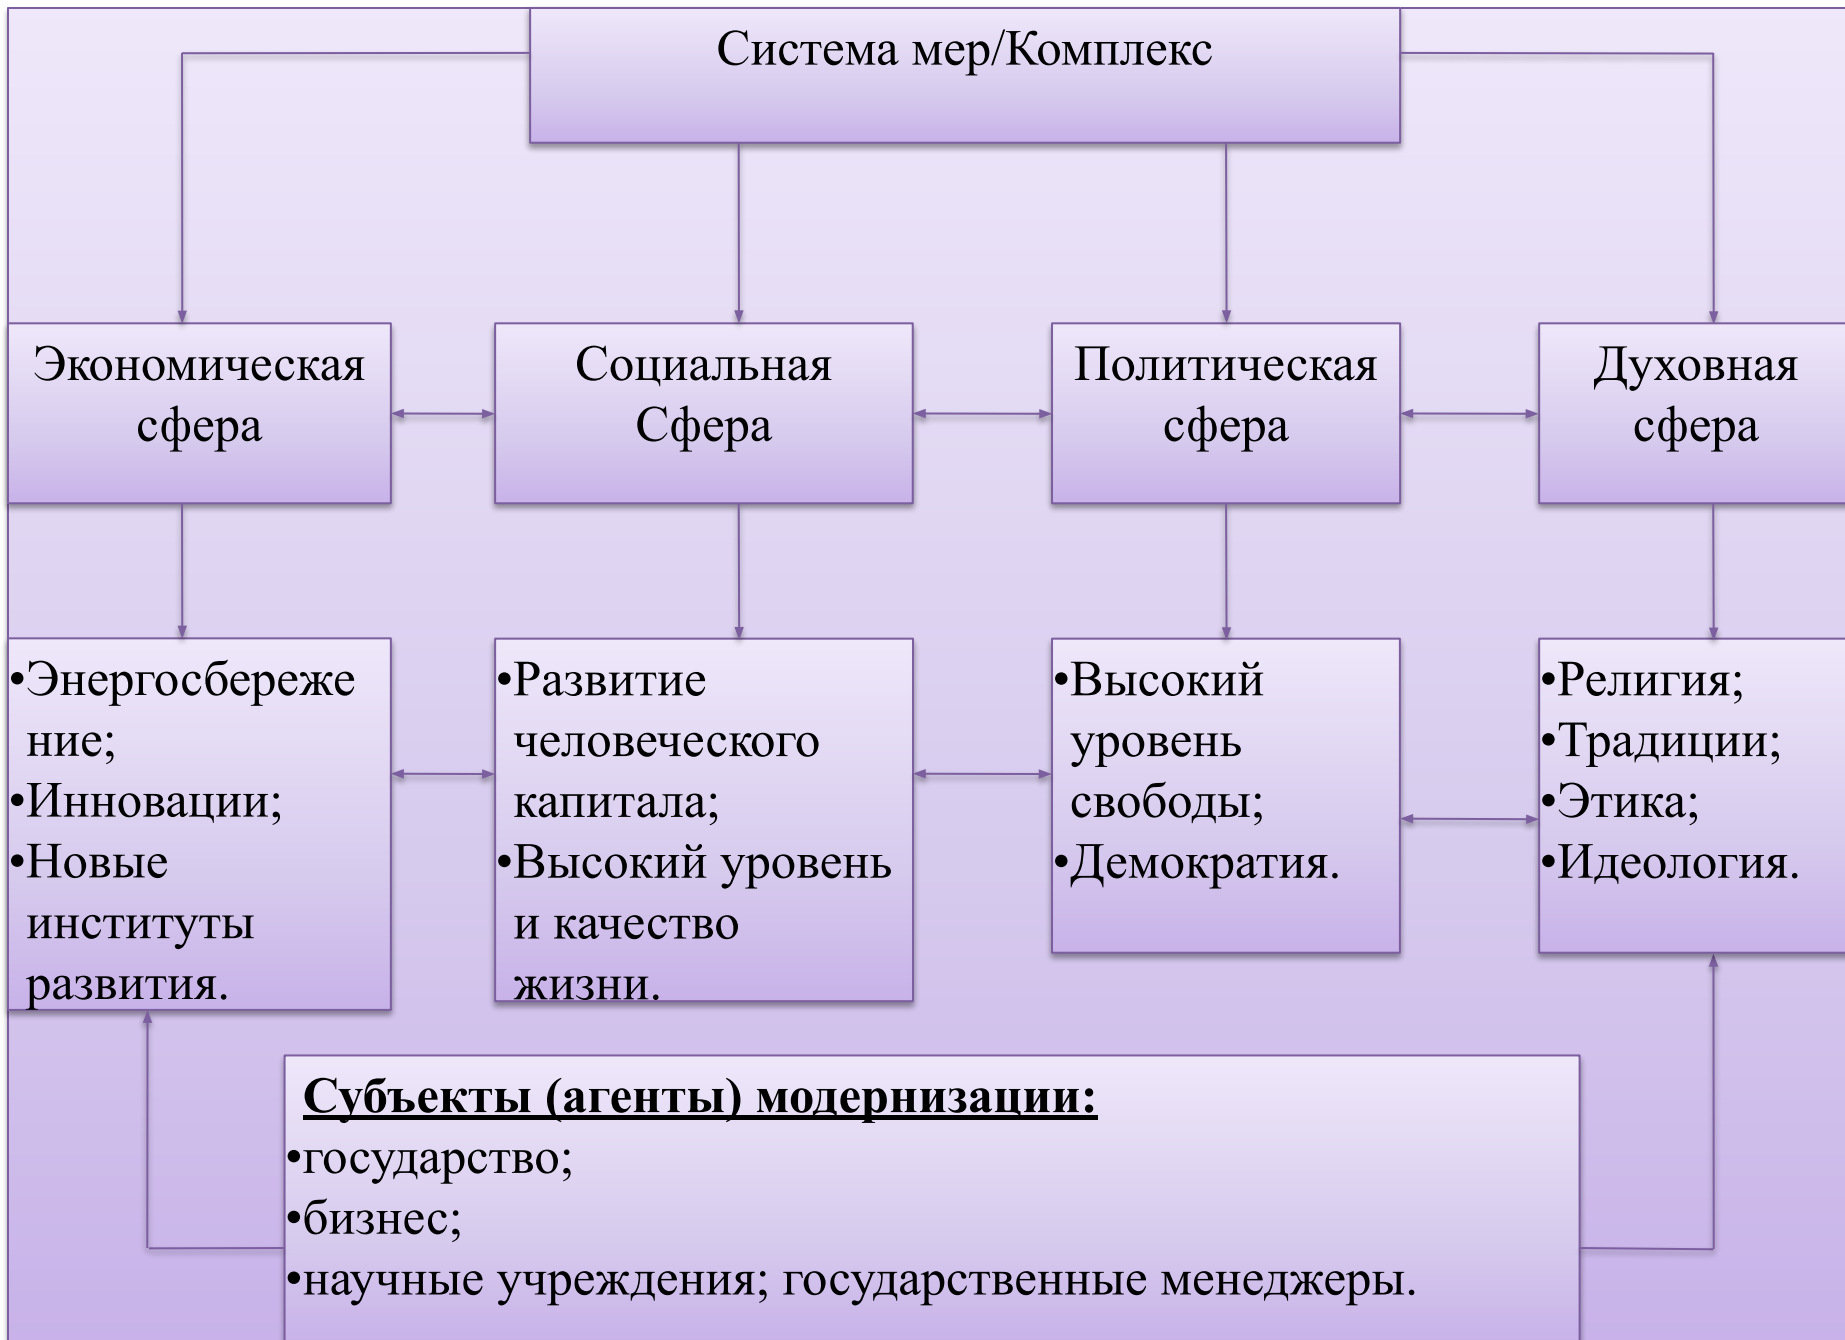 Система мер/Комплекс
Экономическая
сфера
Социальная
Сфера
Политическая
сфера
Духовная
сфера
•Энергосбереже
ние;
•Инновации;
•Новые
институты
развития.
•Развитие
человеческого
капитала;
•Высокий уровень
и качество
жизни.
•Высокий
уровень
свободы;
•Демократия.
•Религия;
•Традиции;
•Этика;
•Идеология.
Субъекты (агенты) модернизации:
•государство;
•бизнес;
•научные учреждения; государственные менеджеры.